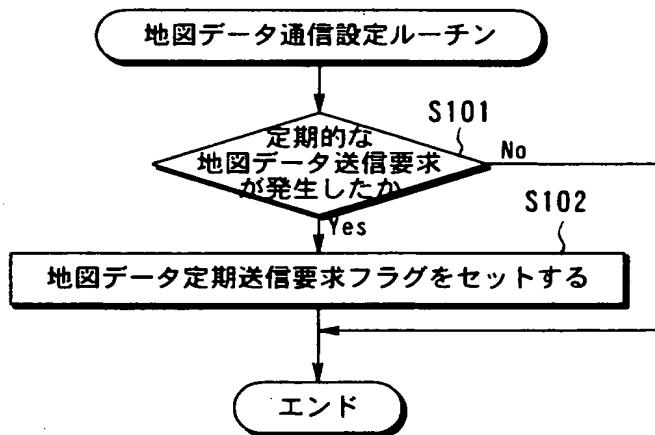 地図データ通信設定ルーチン
S101
定期的な
地図データ送信要求
が発生したか
No
Yes
S102
地図データ定期送信要求フラグをセットする
エンド